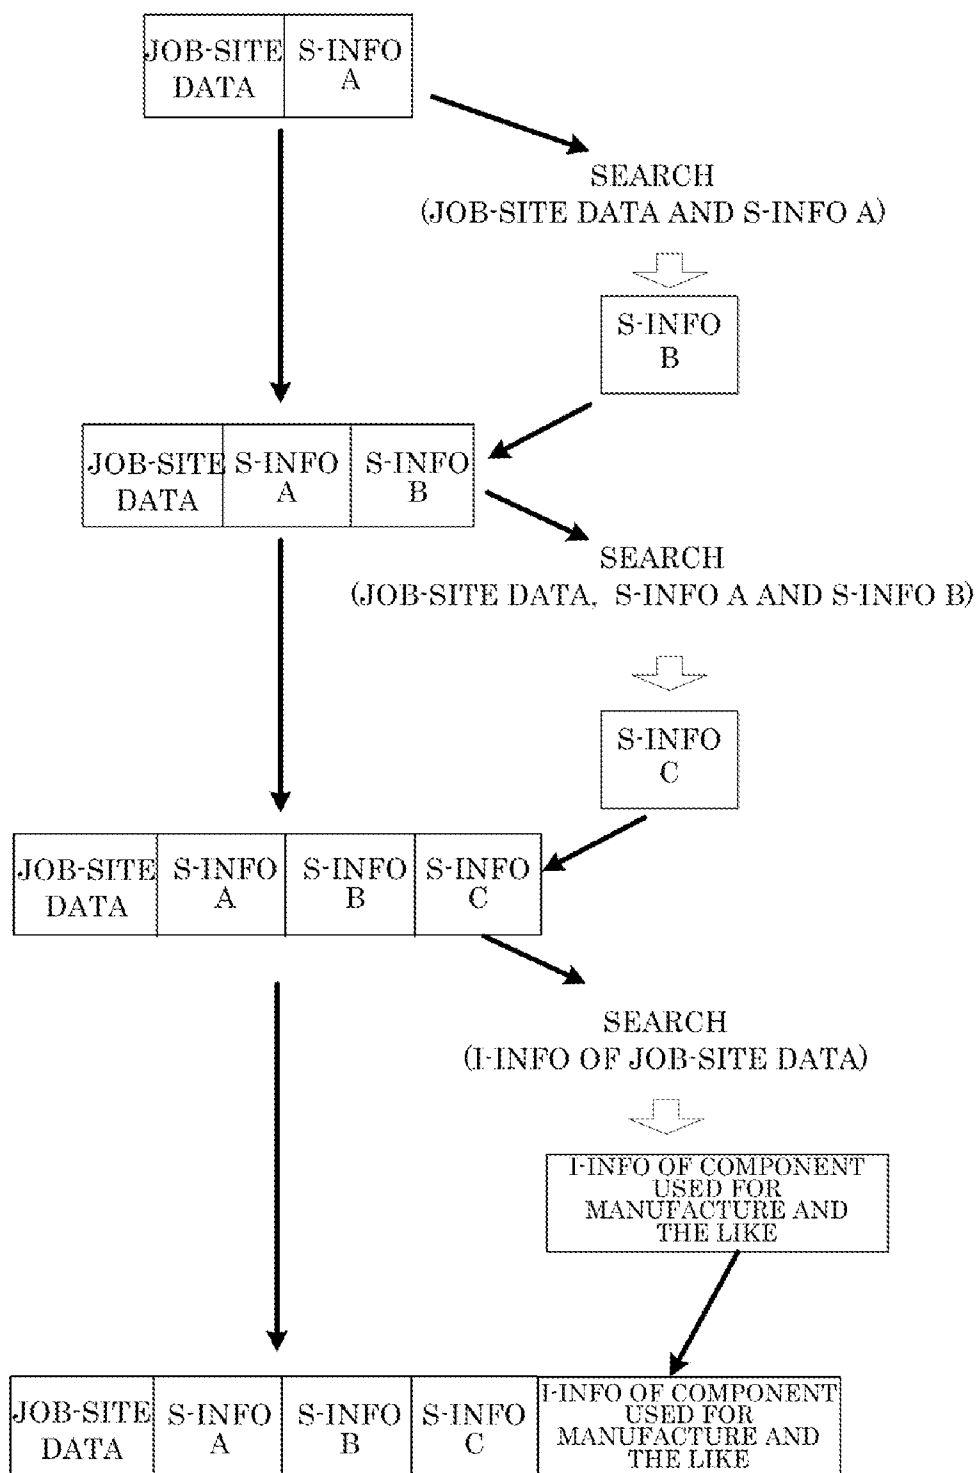 JOB-SITE DATA
S-INFO A
SEARCH
(JOB-SITE DATA AND S-INFO A)
S-INFO
B
JOB-SITE DATA
S-INFO A
S-INFO B
SEARCH
(JOB-SITE DATA, S-INFO A AND S-INFO B)
S-INFO
C
JOB-SITE DATA
S-INFO A
S-INFO B
S-INFO C
SEARCH
(I-INFO OF JOB-SITE DATA)
I-INFO OF COMPONENT
USED FOR
MANUFACTURE AND
THE LIKE
JOB-SITE DATA
S-INFO A
S-INFO B
S-INFO C
I-INFO OF COMPONENT
USED FOR
MANUFACTURE AND
THE LIKE